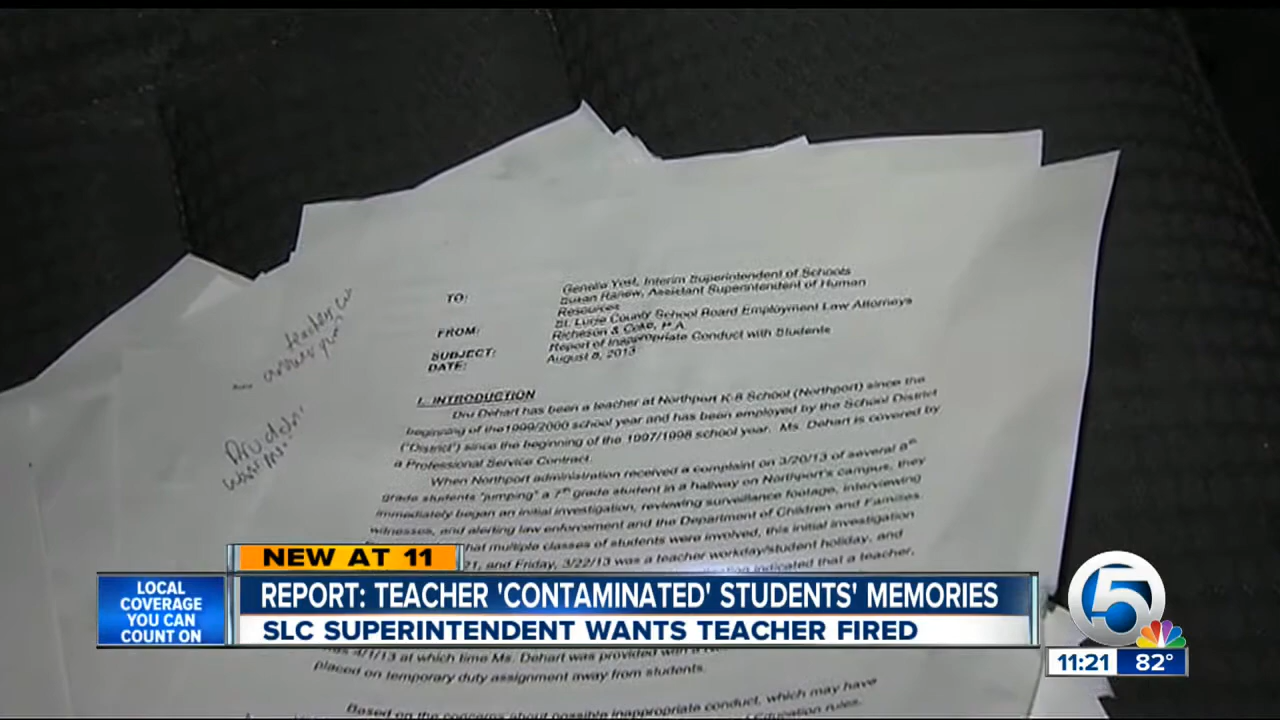 TO: Genelle Yost, Interim Superintendent of Schools
Susan Ranew, Assistant Superintendent of Human
Resources
FROM: St. Lucie County School Board Employment Law Attorneys
Richeson & Coke, P.A.
SUBJECT: Report of Inappropriate Conduct with Students
DATE: August 8, 2013
I. INTRODUCTION
Dru Dehart has been a teacher at Northport K-8 School (Northport) since the
beginning of the1999/2000 school year and has been employed by the School District
("District") since the beginning of the 1997/1998 school year. Ms. Dehart is covered by
a Professional Service Contract.
When Northport administration received a complaint on 3/20/13 of several 8th
grade students "jumping" a 7th grade student in a hallway on Northport's campus, they
immediately began an initial investigation, reviewing surveillance footage, interviewing
witnesses, and alerting law enforcement and the Department of Children and Families.
hat multiple classes of students were involved, this initial investigation
21, and Friday, 3/22/13 was a teacher workday/student holiday, and
indicated that a teacher,
NEW AT 11
LOCAL
COVERAGE
YOU CAN
COUNT ON
REPORT: TEACHER 'CONTAMINATED' STUDENTS' MEMORIES
SLC SUPERINTENDENT WANTS TEACHER FIRED
5
11:21 82°
4/1/13 at which time Ms. Dehart was provided with a
placed on temporary duty assignment away from students.
Based on the concerns about possible inappropriate conduct, which may have
Education rules.